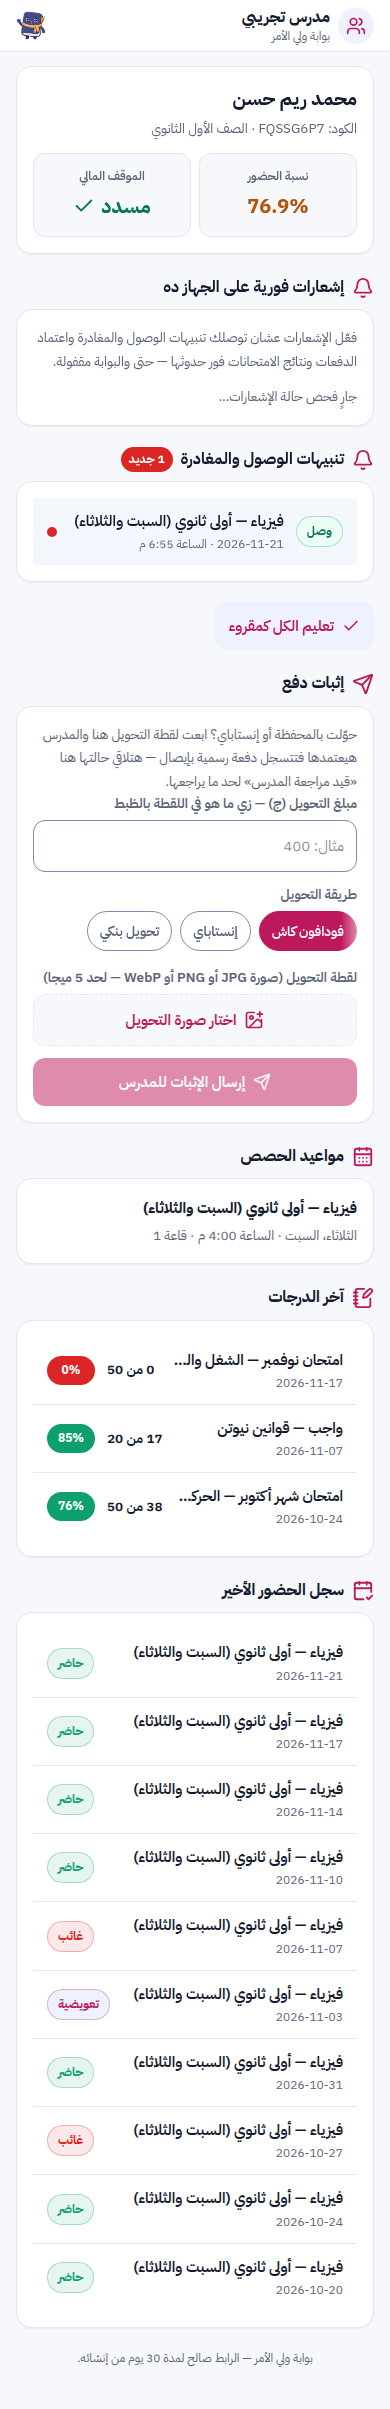 مدرس تجريبي
بوابة ولي الأمر
محمد ريم حسن
الكود: FQSSG6P7 · الصف الأول الثانوي
نسبة الحضور
76.9%
الموقف المالي
مسدد
إشعارات فورية على الجهاز ده
فعّل الإشعارات عشان توصلك تنبيهات الوصول والمغادرة واعتماد
الدفعات ونتائج الامتحانات فور حدوثها — حتى والبوابة مقفولة.
جارٍ فحص حالة الإشعارات...
تنبيهات الوصول والمغادرة
1 جديد
وصل
فيزياء — أولى ثانوي (السبت والثلاثاء)
2026-11-21 · الساعة 6:55 م
تعليم الكل كمقروء
إثبات دفع
حوّلت بالمحفظة أو إنستاباي؟ ابعت لقطة التحويل هنا والمدرس
هيعتمدها فتتسجل دفعة رسمية بإيصال — هتلاقي حالتها هنا
«قيد مراجعة المدرس» لحد ما يراجعها.
مبلغ التحويل (ج) — زي ما هو في اللقطة بالظبط
مثال: 400
طريقة التحويل
فودافون كاش
إنستاباي
تحويل بنكي
لقطة التحويل (صورة JPG أو PNG أو WebP — لحد 5 ميجا)
اختار صورة التحويل
إرسال الإثبات للمدرس
مواعيد الحصص
فيزياء — أولى ثانوي (السبت والثلاثاء)
الثلاثاء، السبت · الساعة 4:00 م · قاعة 1
آخر الدرجات
امتحان نوفمبر — الشغل والـ...
2026-11-17
0 من 50
0%
واجب — قوانين نيوتن
2026-11-07
17 من 20
85%
امتحان شهر أكتوبر — الحركـ...
2026-10-24
38 من 50
76%
سجل الحضور الأخير
فيزياء — أولى ثانوي (السبت والثلاثاء)
2026-11-21
حاضر
فيزياء — أولى ثانوي (السبت والثلاثاء)
2026-11-17
حاضر
فيزياء — أولى ثانوي (السبت والثلاثاء)
2026-11-14
حاضر
فيزياء — أولى ثانوي (السبت والثلاثاء)
2026-11-10
حاضر
فيزياء — أولى ثانوي (السبت والثلاثاء)
2026-11-07
غائب
فيزياء — أولى ثانوي (السبت والثلاثاء)
2026-11-03
تعويضية
فيزياء — أولى ثانوي (السبت والثلاثاء)
2026-10-31
حاضر
فيزياء — أولى ثانوي (السبت والثلاثاء)
2026-10-27
غائب
فيزياء — أولى ثانوي (السبت والثلاثاء)
2026-10-24
حاضر
فيزياء — أولى ثانوي (السبت والثلاثاء)
2026-10-20
حاضر
بوابة ولي الأمر — الرابط صالح لمدة 30 يوم من إنشائه.